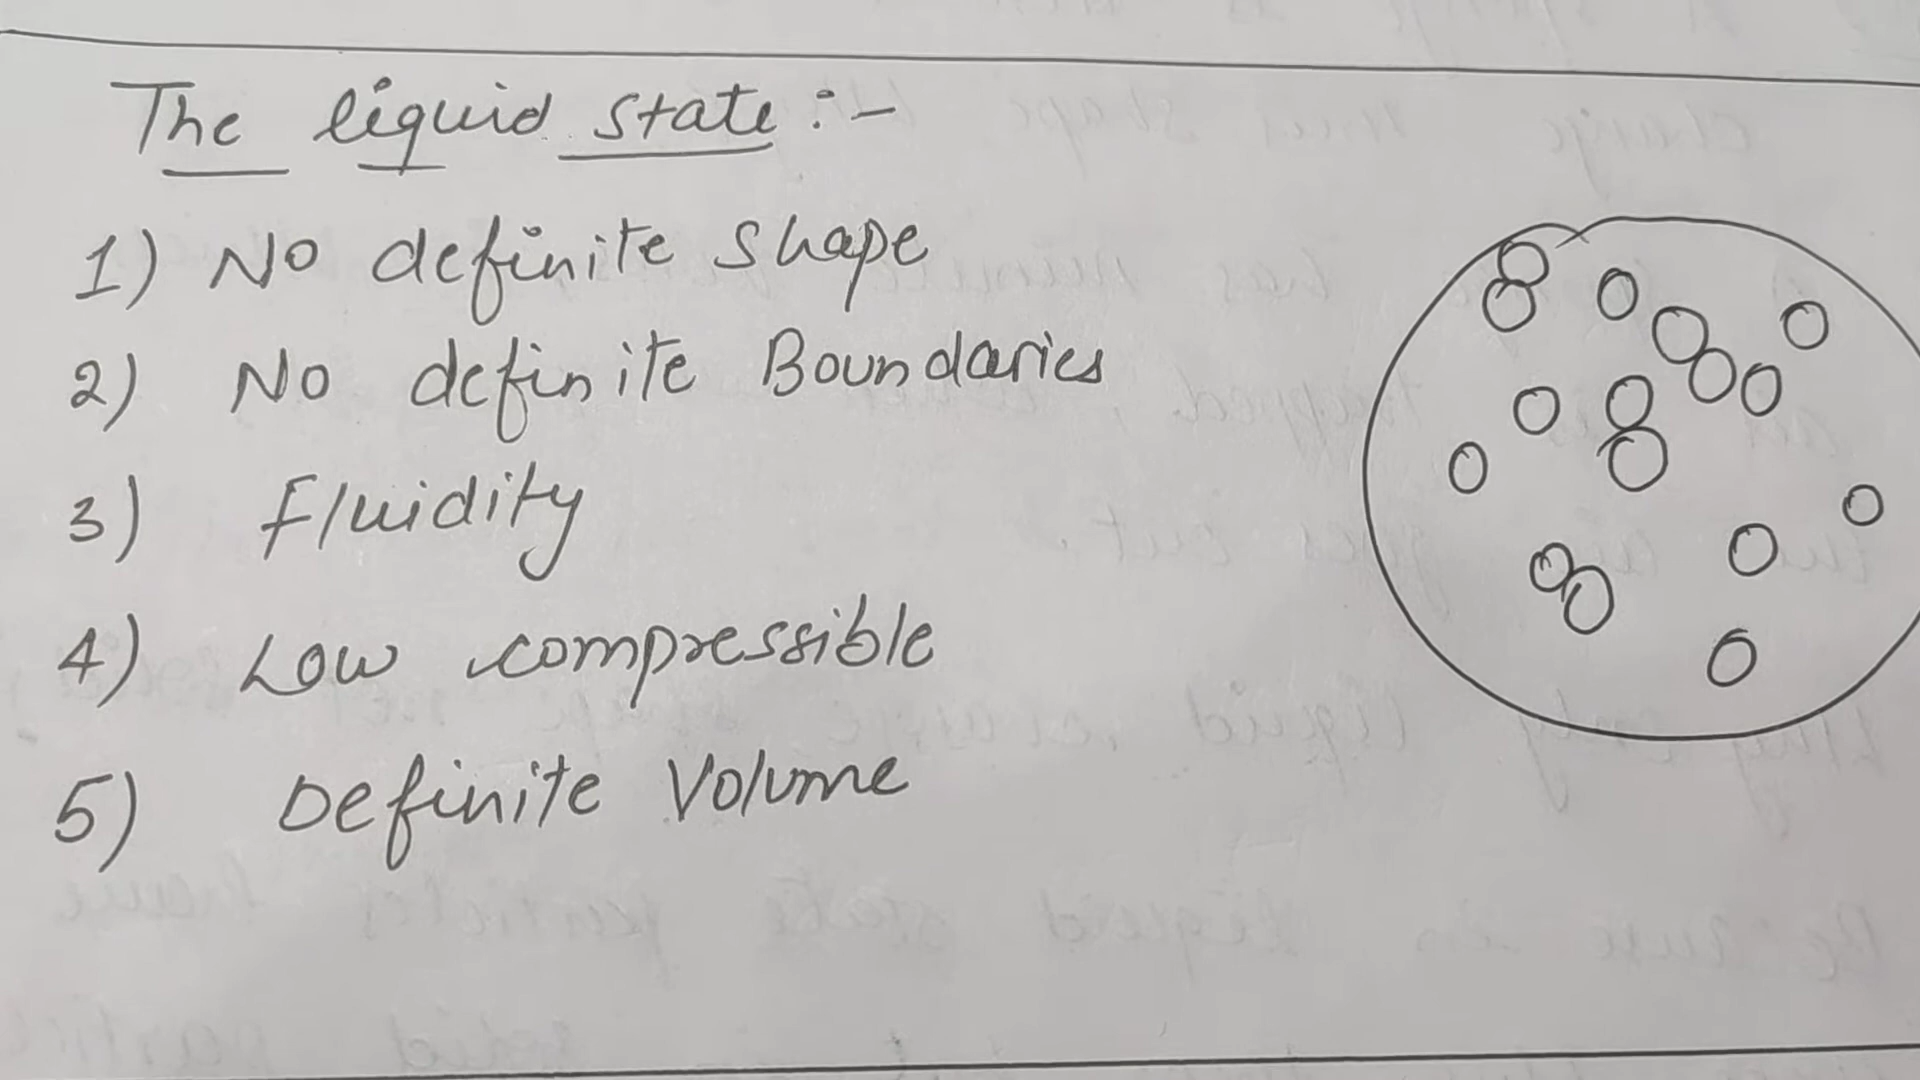 The liquid state :-
1) No definite shape
2) No definite Boundaries
3) Fluidity
4) Low compressible
5) Definite Volume